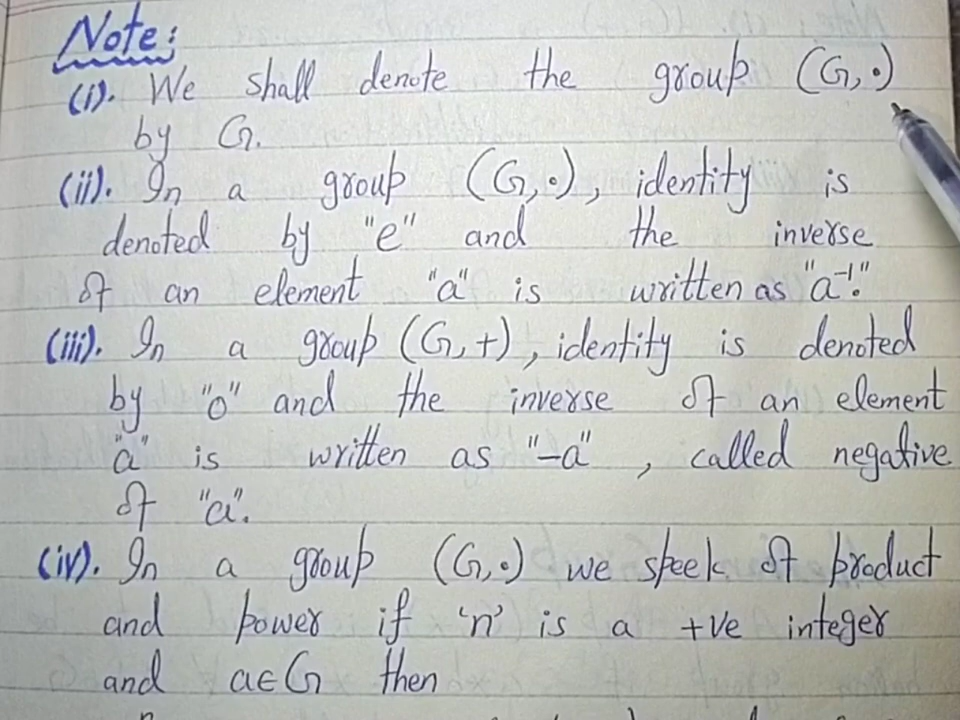 Note:
(i). We shall denote the group (G, •)
by G.
(ii). In a group (G, •), identity is
denoted by "e" and the inverse
of an element "a" is written as "a⁻¹".
(iii). In a group (G, +), identity is denoted
by "0" and the inverse of an element
"a" is written as "-a", called negative
of "a".
(iv). In a group (G, •) we speek of product
and power if 'n' is a +ve integer
and a∈G then